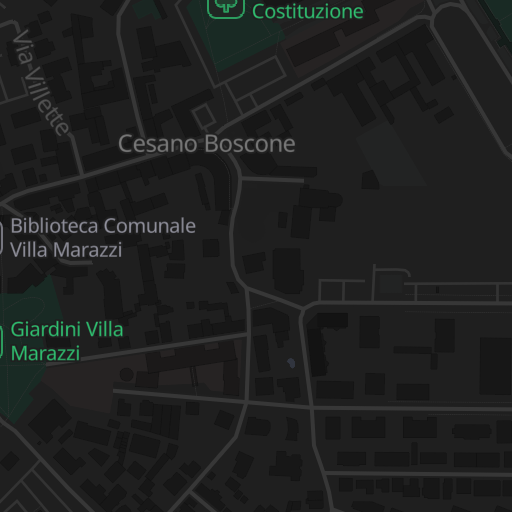 Costituzione
Via Villette
Cesano Boscone
Biblioteca Comunale
Villa Marazzi
Giardini Villa
Marazzi